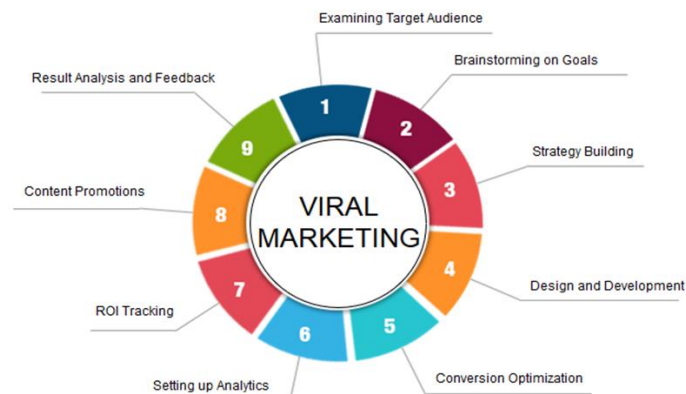 Examining Target Audience
Brainstorming on Goals
Result Analysis and Feedback
1
2
9
Strategy Building
3
Content Promotions
8
VIRAL
MARKETING
4
Design and Development
7
ROI Tracking
6
5
Conversion Optimization
Setting up Analytics